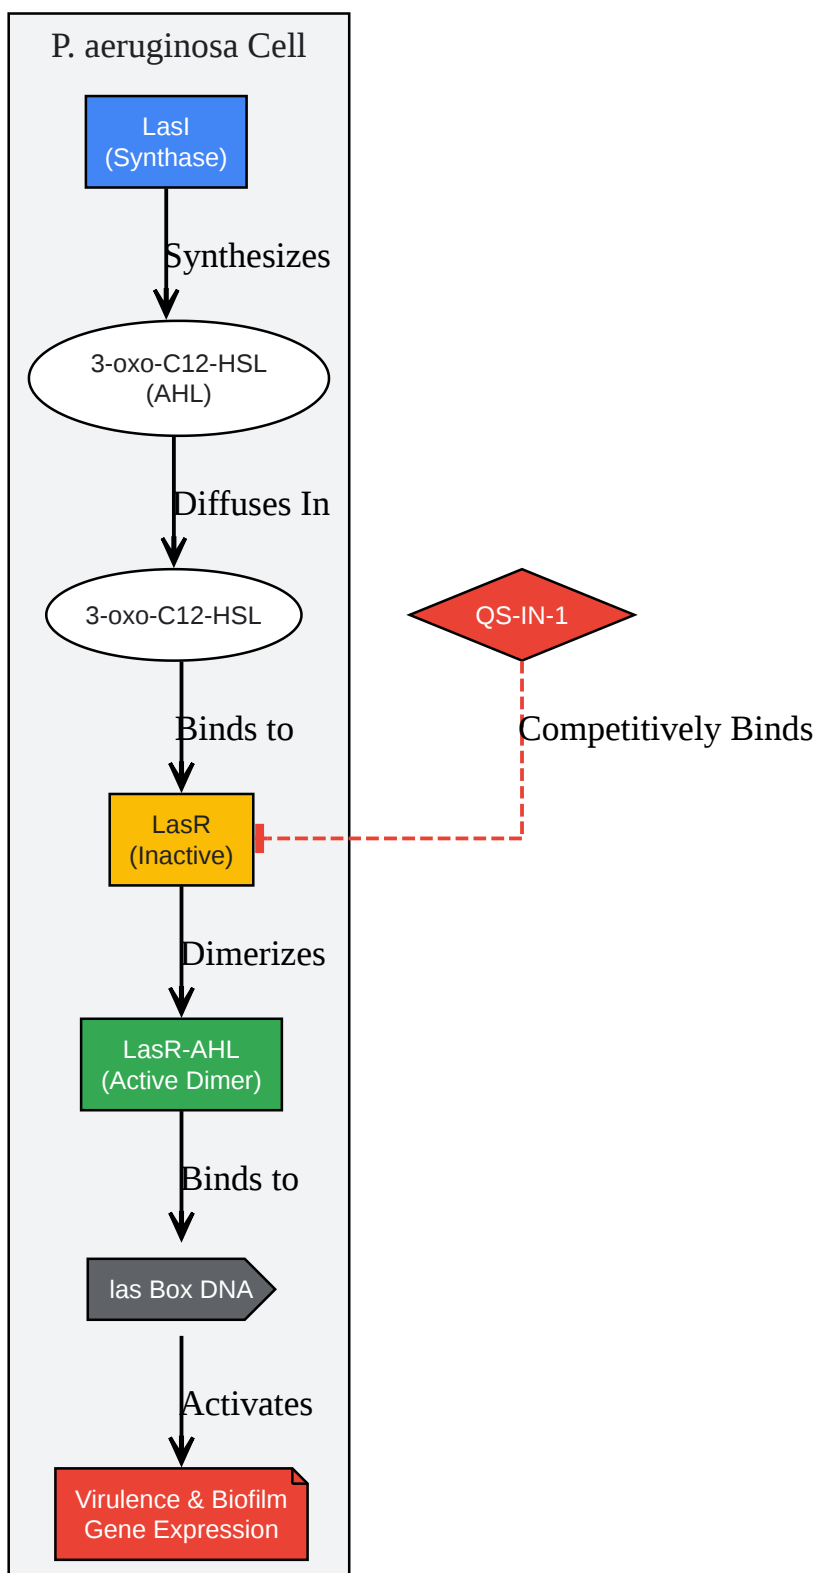 P. aeruginosa Cell
LasI
(Synthase)
Synthesizes
3-oxo-C12-HSL
(AHL)
Diffuses In
3-oxo-C12-HSL
QS-IN-1
Binds to
Competitively Binds
LasR
(Inactive)
Dimerizes
LasR-AHL
(Active Dimer)
Binds to
las Box DNA
Activates
Virulence & Biofilm
Gene Expression